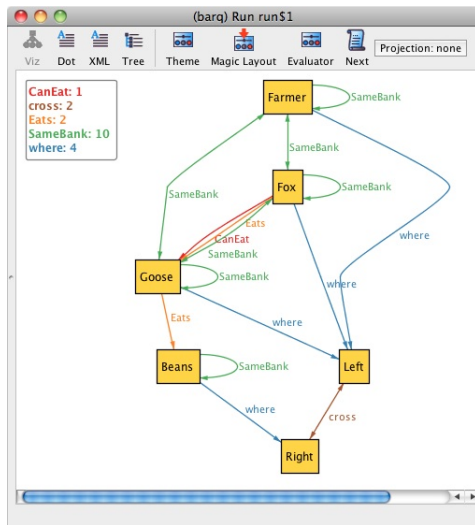 (barq) Run run$1
Viz Dot XML Tree Theme Magic Layout Evaluator Next Projection: none
CanEat: 1
cross: 2
Eats: 2
SameBank: 10
where: 4
Farmer
SameBank
SameBank
Fox
SameBank
SameBank
Eats
CanEat
where
SameBank
Goose
SameBank
where
Eats
where
Beans
SameBank
Left
where
cross
Right